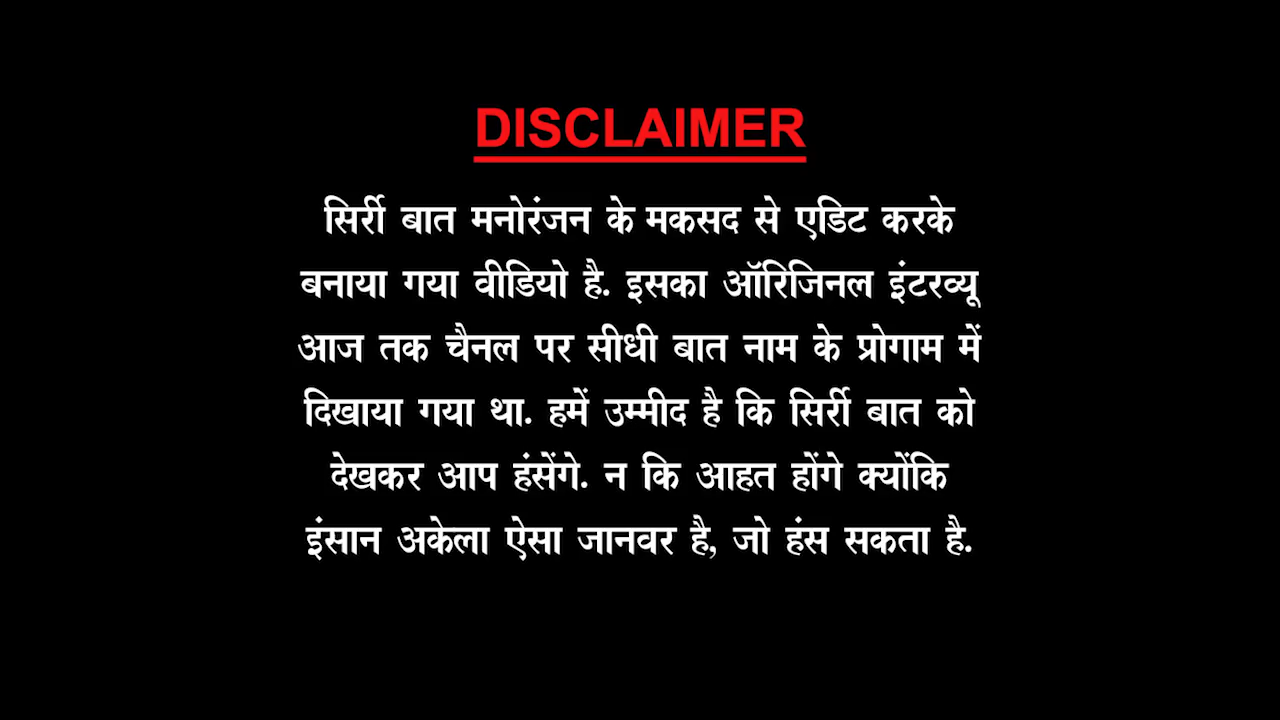 DISCLAIMER
सिर्री बात मनोरंजन के मकसद से एडिट करके
बनाया गया वीडियो है. इसका ऑरिजिनल इंटरव्यू
आज तक चैनल पर सीधी बात नाम के प्रोगाम में
दिखाया गया था. हमें उम्मीद है कि सिर्री बात को
देखकर आप हंसेंगे. न कि आहत होंगे क्योंकि
इंसान अकेला ऐसा जानवर है, जो हंस सकता है.